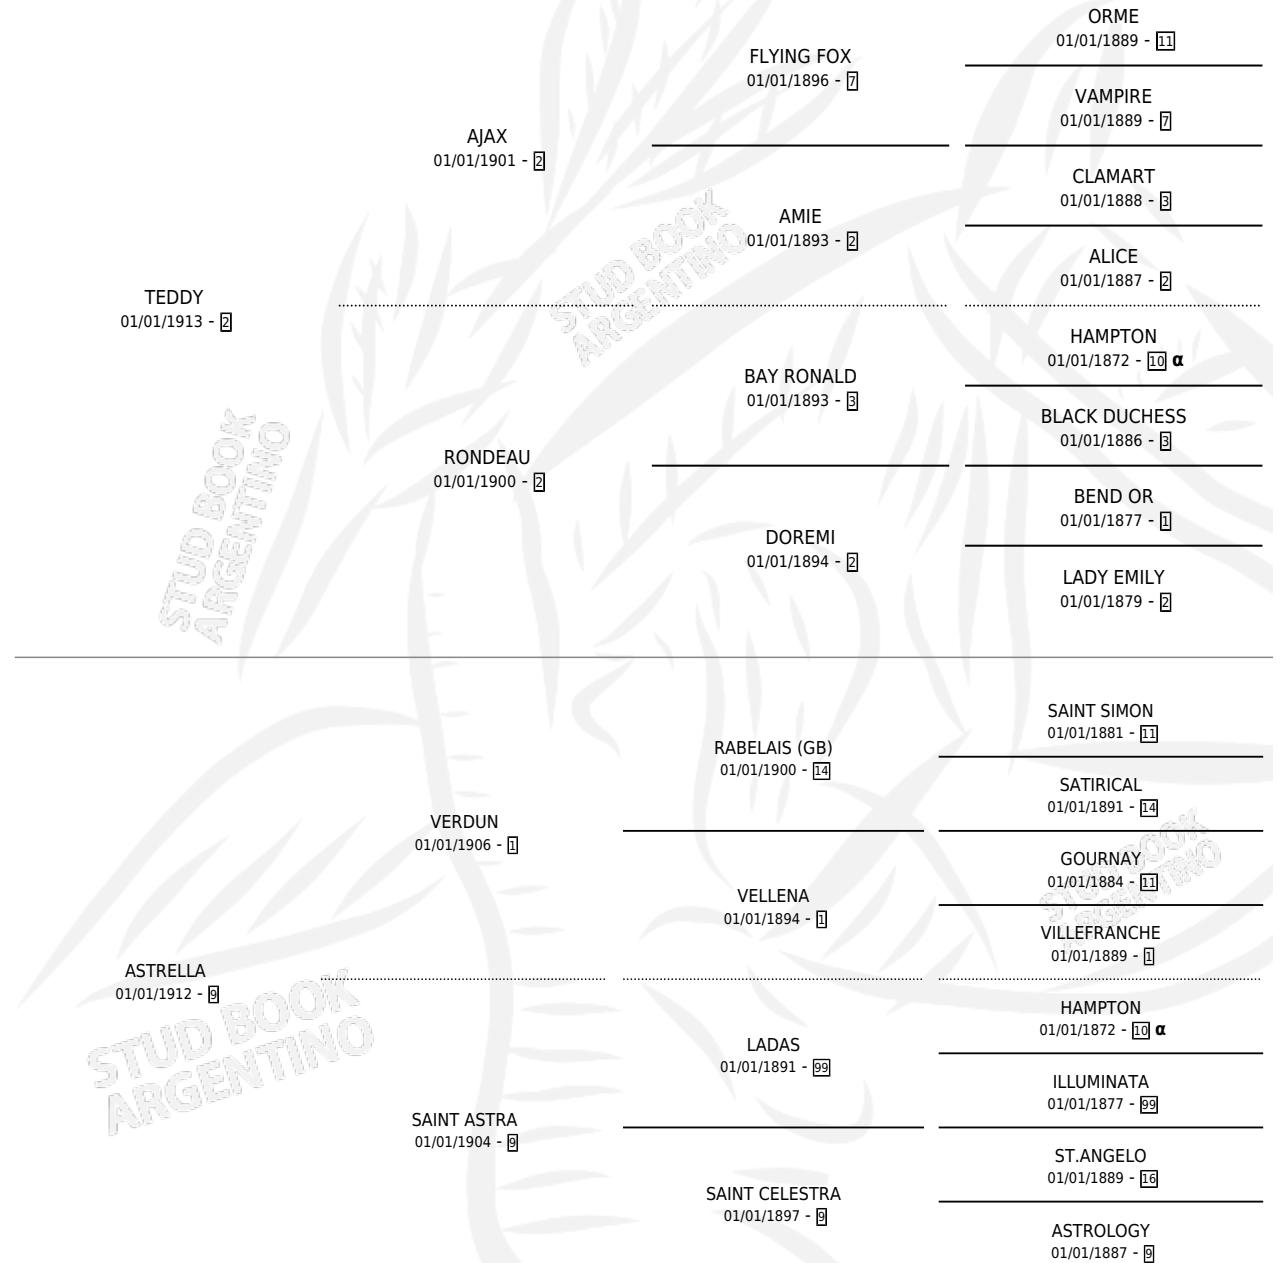 ORME
01/01/1889 - 11
FLYING FOX
01/01/1896 - 7
VAMPIRE
01/01/1889 - 7
AJAX
01/01/1901 - 2
CLAMART
01/01/1888 - 3
AMIE
01/01/1893 - 2
ALICE
01/01/1887 - 2
TEDDY
01/01/1913 - 2
HAMPTON
01/01/1872 - 10 α
BAY RONALD
01/01/1893 - 3
BLACK DUCHESS
01/01/1886 - 3
RONDEAU
01/01/1900 - 2
BEND OR
01/01/1877 - 1
DOREMI
01/01/1894 - 2
LADY EMILY
01/01/1879 - 2
SAINT SIMON
01/01/1881 - 11
RABELAIS (GB)
01/01/1900 - 14
SATIRICAL
01/01/1891 - 14
VERDUN
01/01/1906 - 1
GOURNAY
01/01/1884 - 11
VELLENA
01/01/1894 - 1
VILLEFRANCHE
01/01/1889 - 1
ASTRELLA
01/01/1912 - 9
HAMPTON
01/01/1872 - 10 α
LADAS
01/01/1891 - 99
ILLUMINATA
01/01/1877 - 99
SAINT ASTRA
01/01/1904 - 9
ST.ANGELO
01/01/1889 - 16
SAINT CELESTRA
01/01/1897 - 9
ASTROLOGY
01/01/1887 - 9
STUD BOOK
ARGENTINO
STUD BOOK
ARGENTINO
STUD BOOK
ARGENTINO
STUD BOOK
ARGENTINO